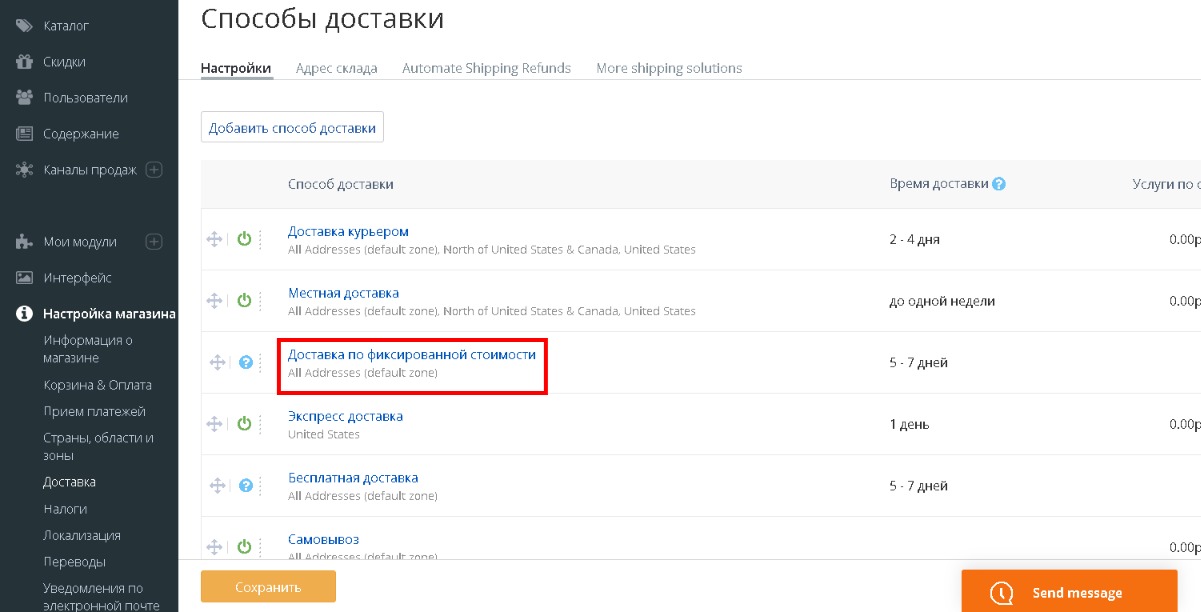 Каталог
Скидки
Пользователи
Содержание
Каналы продаж
Мои модули
Интерфейс
Настройка магазина
Информация о
магазине
Корзина & Оплата
Прием платежей
Страны, области и
зоны
Доставка
Налоги
Локализация
Переводы
Уведомления по
электронной почте
Способы доставки
Настройки Адрес склада Automate Shipping Refunds More shipping solutions
Добавить способ доставки
Способ доставки Время доставки ? Услуги по
Доставка курьером
All Addresses (default zone), North of United States & Canada, United States
2 - 4 дня 0.00р
Местная доставка
All Addresses (default zone), North of United States & Canada, United States
до одной недели 0.00р
? Доставка по фиксированной стоимости
All Addresses (default zone)
5 - 7 дней
Экспресс доставка
United States
1 день 0.00р
? Бесплатная доставка
All Addresses (default zone)
5 - 7 дней
Самовывоз
All Addresses (default zone)
0.00р
Сохранить
Send message